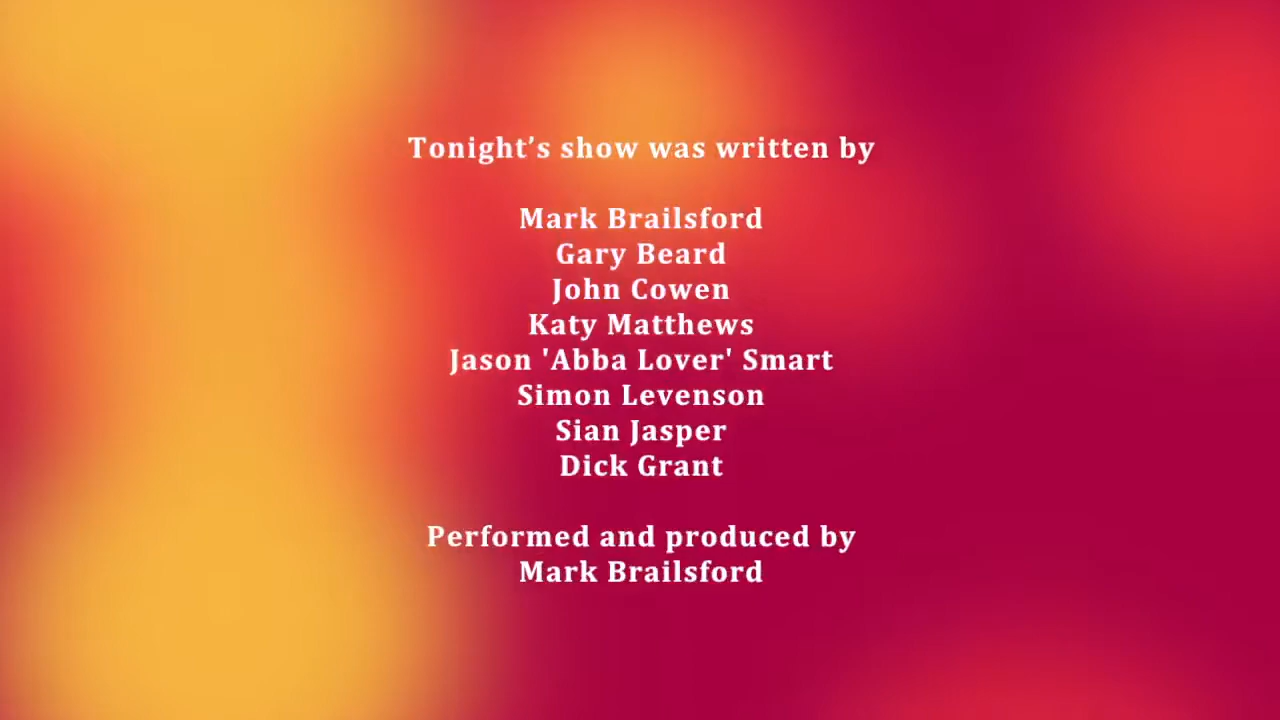 Tonight’s show was written by
Mark Brailsford
Gary Beard
John Cowen
Katy Matthews
Jason 'Abba Lover' Smart
Simon Levenson
Sian Jasper
Dick Grant
Performed and produced by
Mark Brailsford